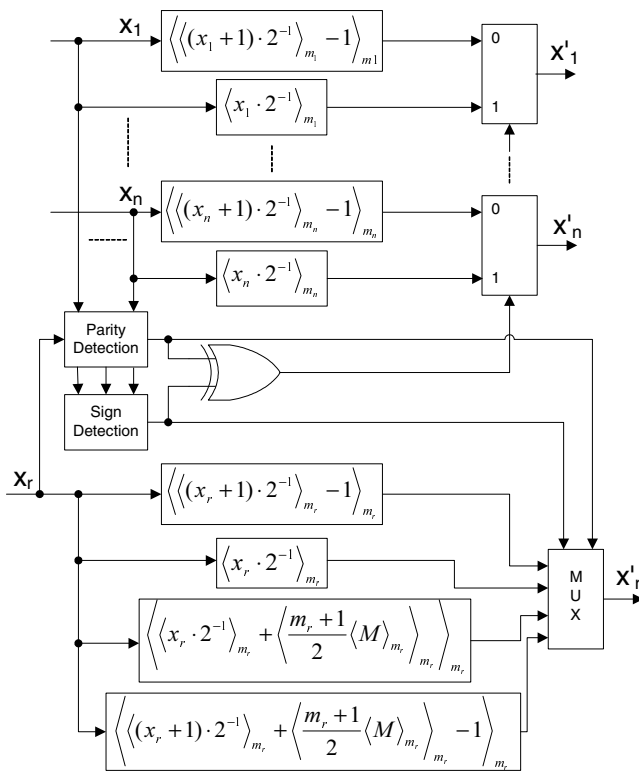 x₁
⟨⟨(x₁ + 1) · 2⁻¹⟩ₘ₁ − 1⟩ₘ1
0
x'₁
⟨x₁ · 2⁻¹⟩ₘ₁
1
xₙ
⟨⟨(xₙ + 1) · 2⁻¹⟩ₘₙ − 1⟩ₘₙ
0
x'ₙ
⟨xₙ · 2⁻¹⟩ₘₙ
1
Parity
Detection
Sign
Detection
xᵣ
⟨⟨(xᵣ + 1) · 2⁻¹⟩ₘᵣ − 1⟩ₘᵣ
⟨xᵣ · 2⁻¹⟩ₘᵣ
M
U
X
x'ᵣ
⟨⟨xᵣ · 2⁻¹⟩ₘᵣ + ⟨(mᵣ + 1)/2 ⟨M⟩ₘᵣ⟩ₘᵣ⟩ₘᵣ
⟨⟨(xᵣ + 1) · 2⁻¹⟩ₘᵣ + ⟨(mᵣ + 1)/2 ⟨M⟩ₘᵣ⟩ₘᵣ − 1⟩ₘᵣ